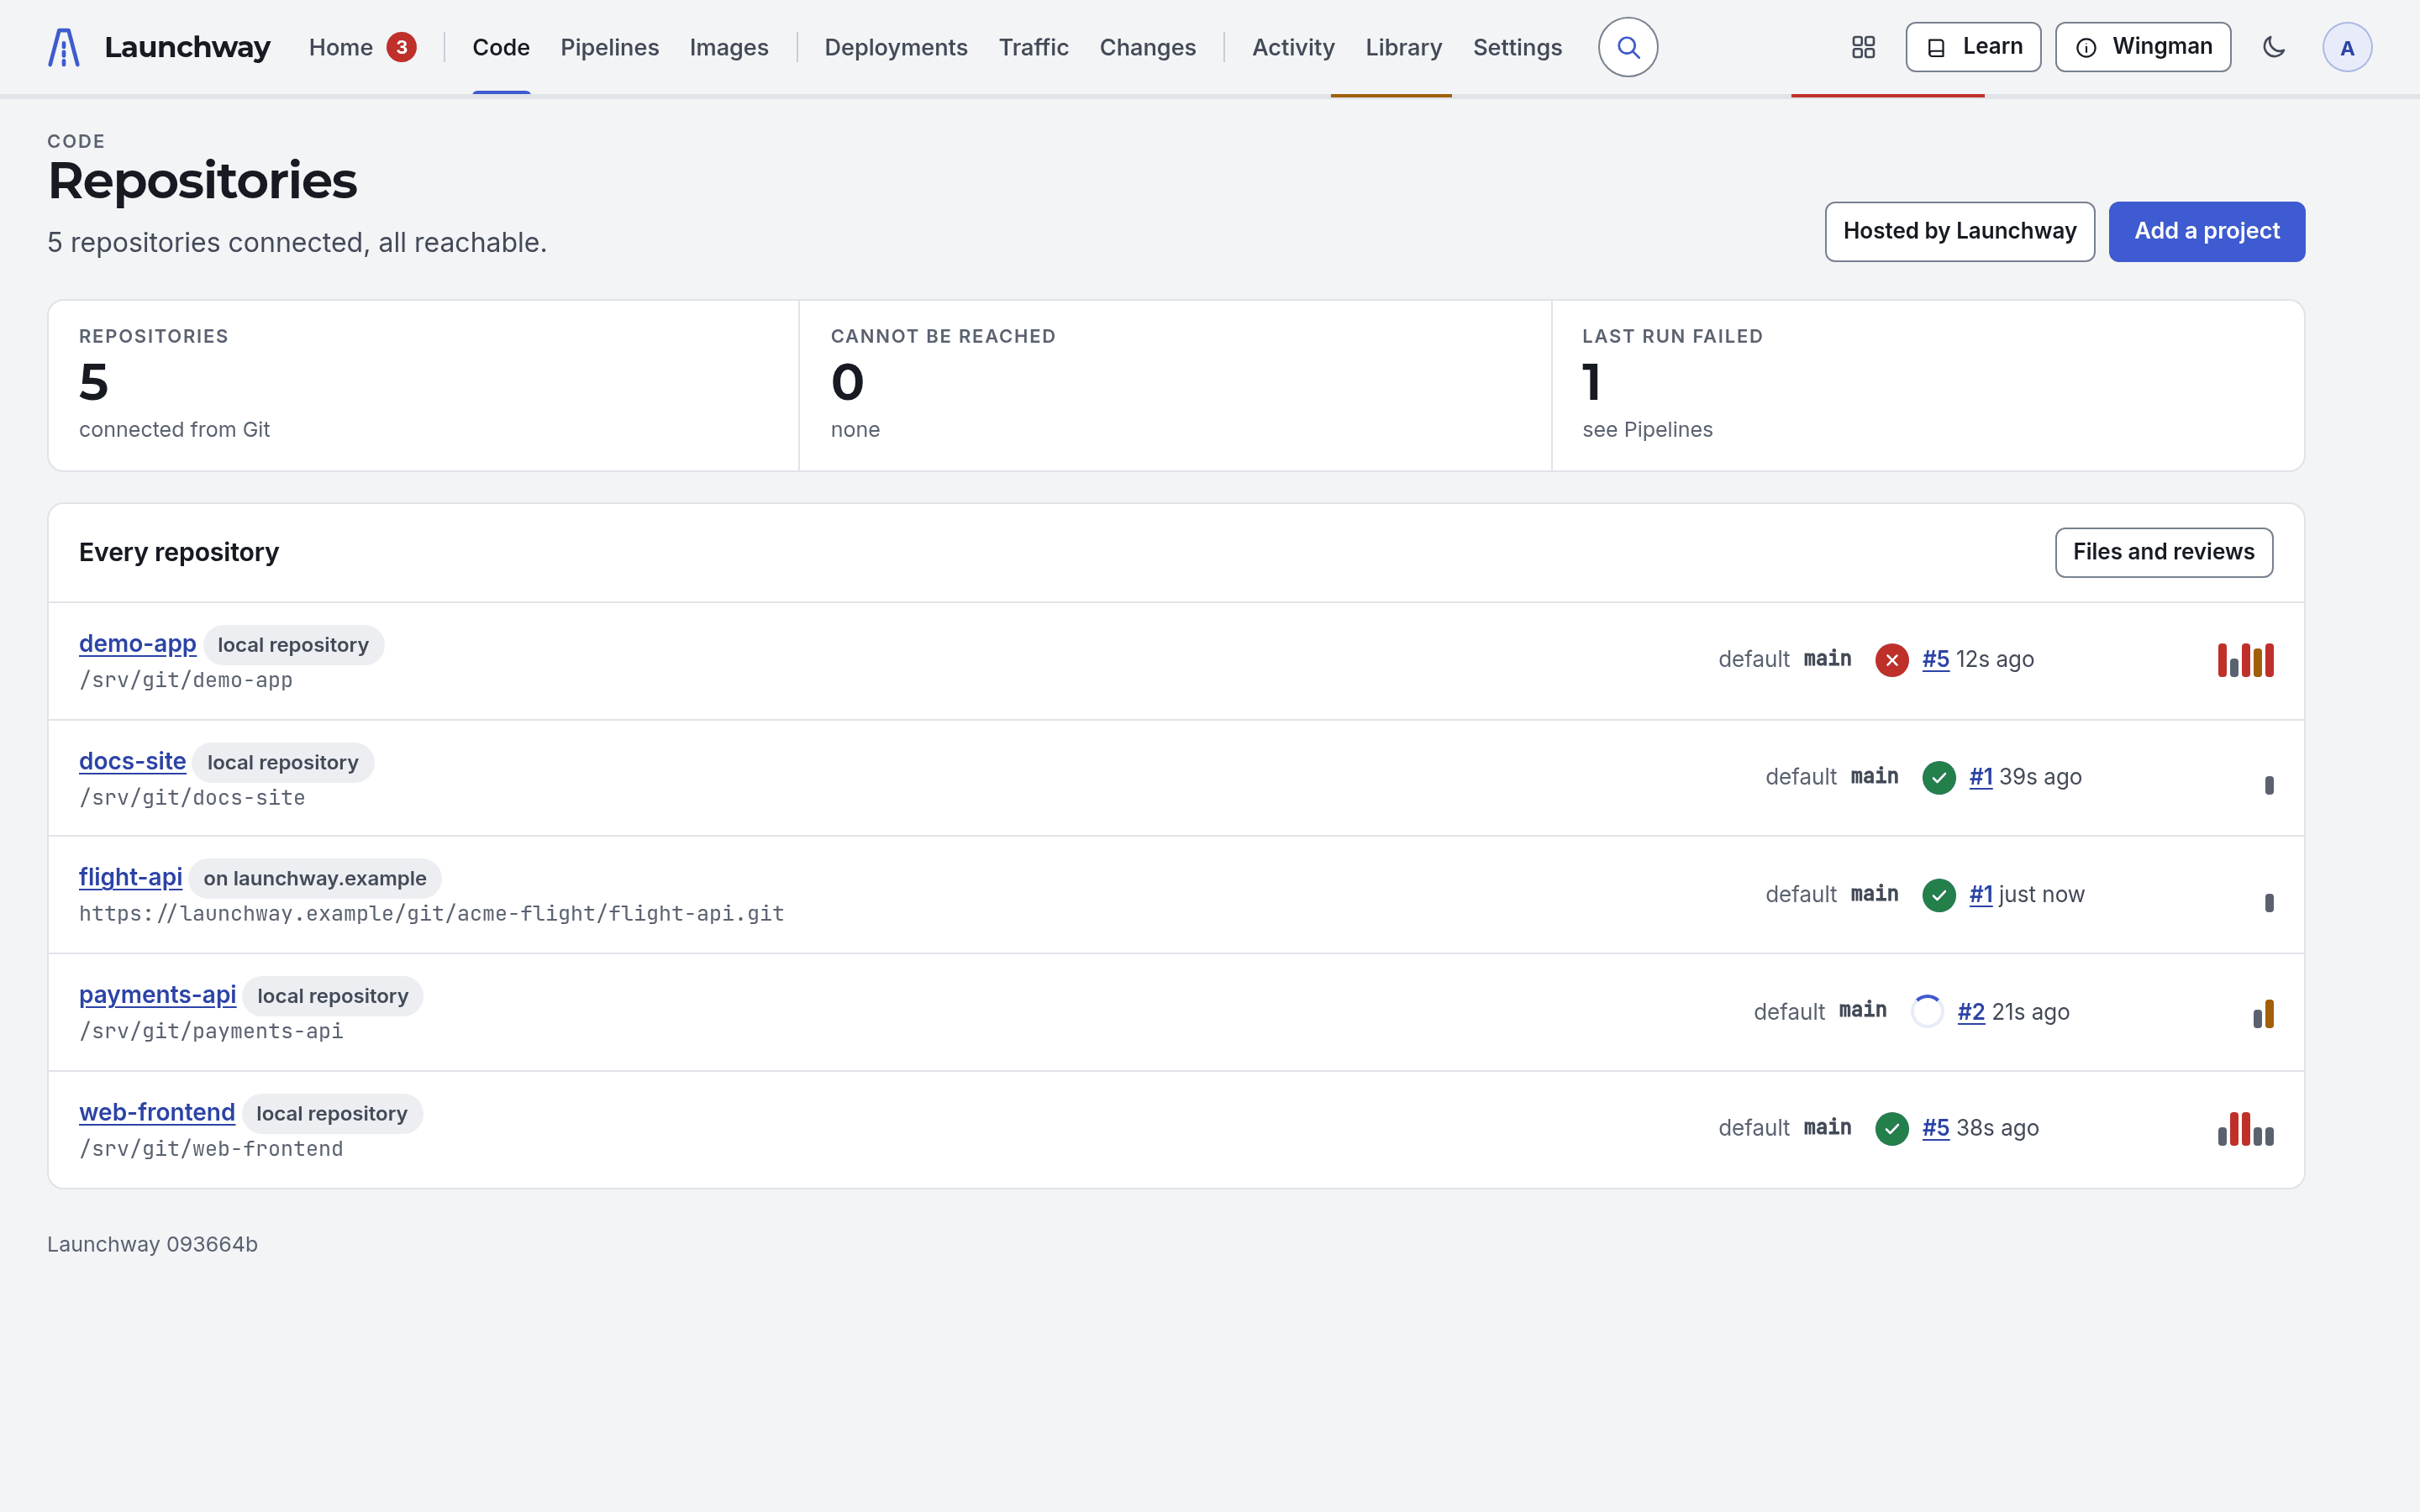 Launchway Home 3 Code Pipelines Images Deployments Traffic Changes Activity Library Settings Learn Wingman A
CODE
Repositories
5 repositories connected, all reachable.
Hosted by Launchway Add a project
REPOSITORIES CANNOT BE REACHED LAST RUN FAILED
5 0 1
connected from Git none see Pipelines
Every repository Files and reviews
demo-app local repository
/srv/git/demo-app
default main #5 12s ago
docs-site local repository
/srv/git/docs-site
default main #1 39s ago
flight-api on launchway.example
https://launchway.example/git/acme-flight/flight-api.git
default main #1 just now
payments-api local repository
/srv/git/payments-api
default main #2 21s ago
web-frontend local repository
/srv/git/web-frontend
default main #5 38s ago
Launchway 093664b